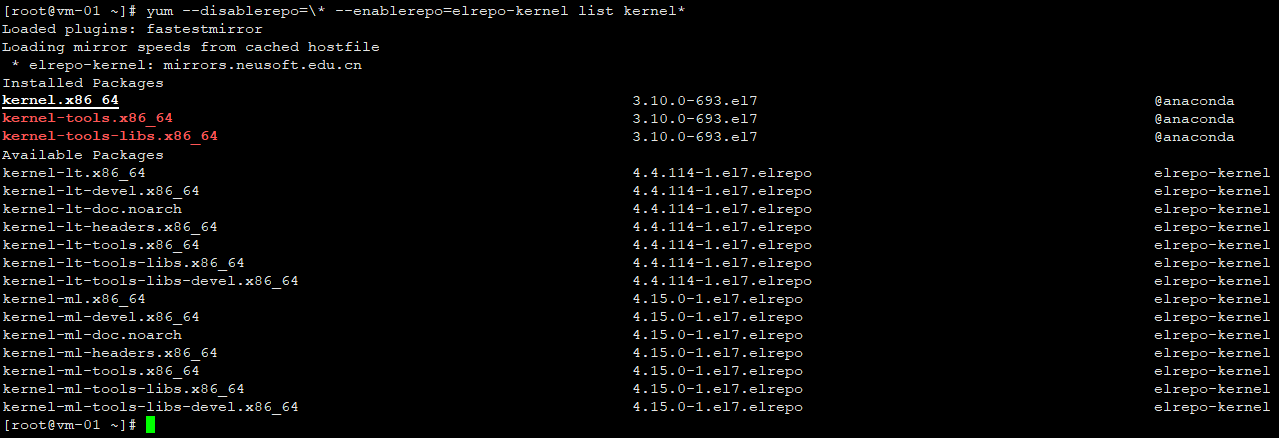 [root@vm-01 ~]# yum --disablerepo=\* --enablerepo=elrepo-kernel list kernel*
Loaded plugins: fastestmirror
Loading mirror speeds from cached hostfile
 * elrepo-kernel: mirrors.neusoft.edu.cn
Installed Packages
kernel.x86_64 3.10.0-693.el7 @anaconda
kernel-tools.x86_64 3.10.0-693.el7 @anaconda
kernel-tools-libs.x86_64 3.10.0-693.el7 @anaconda
Available Packages
kernel-lt.x86_64 4.4.114-1.el7.elrepo elrepo-kernel
kernel-lt-devel.x86_64 4.4.114-1.el7.elrepo elrepo-kernel
kernel-lt-doc.noarch 4.4.114-1.el7.elrepo elrepo-kernel
kernel-lt-headers.x86_64 4.4.114-1.el7.elrepo elrepo-kernel
kernel-lt-tools.x86_64 4.4.114-1.el7.elrepo elrepo-kernel
kernel-lt-tools-libs.x86_64 4.4.114-1.el7.elrepo elrepo-kernel
kernel-lt-tools-libs-devel.x86_64 4.4.114-1.el7.elrepo elrepo-kernel
kernel-ml.x86_64 4.15.0-1.el7.elrepo elrepo-kernel
kernel-ml-devel.x86_64 4.15.0-1.el7.elrepo elrepo-kernel
kernel-ml-doc.noarch 4.15.0-1.el7.elrepo elrepo-kernel
kernel-ml-headers.x86_64 4.15.0-1.el7.elrepo elrepo-kernel
kernel-ml-tools.x86_64 4.15.0-1.el7.elrepo elrepo-kernel
kernel-ml-tools-libs.x86_64 4.15.0-1.el7.elrepo elrepo-kernel
kernel-ml-tools-libs-devel.x86_64 4.15.0-1.el7.elrepo elrepo-kernel
[root@vm-01 ~]#